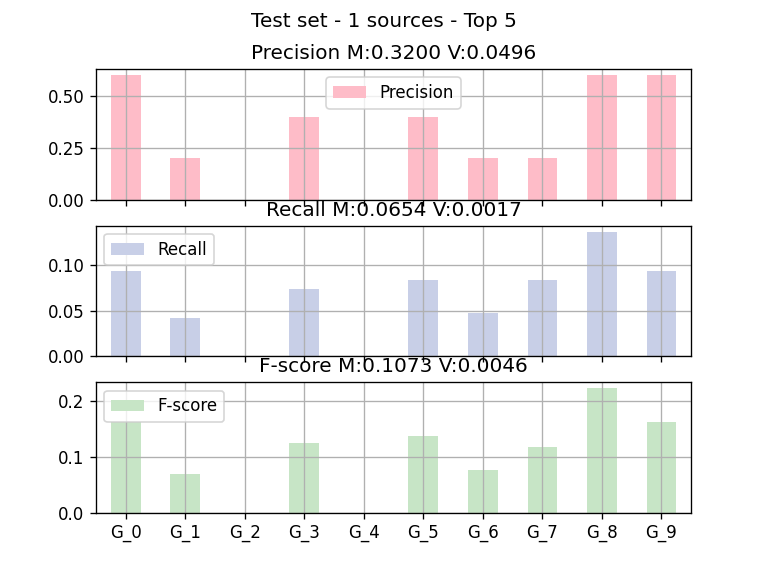 Test set - 1 sources - Top 5
Precision M:0.3200 V:0.0496
0.50
0.25
0.00
Precision
Recall M:0.0654 V:0.0017
0.10
0.05
0.00
Recall
F-score M:0.1073 V:0.0046
0.2
0.1
0.0
F-score
G_0 G_1 G_2 G_3 G_4 G_5 G_6 G_7 G_8 G_9